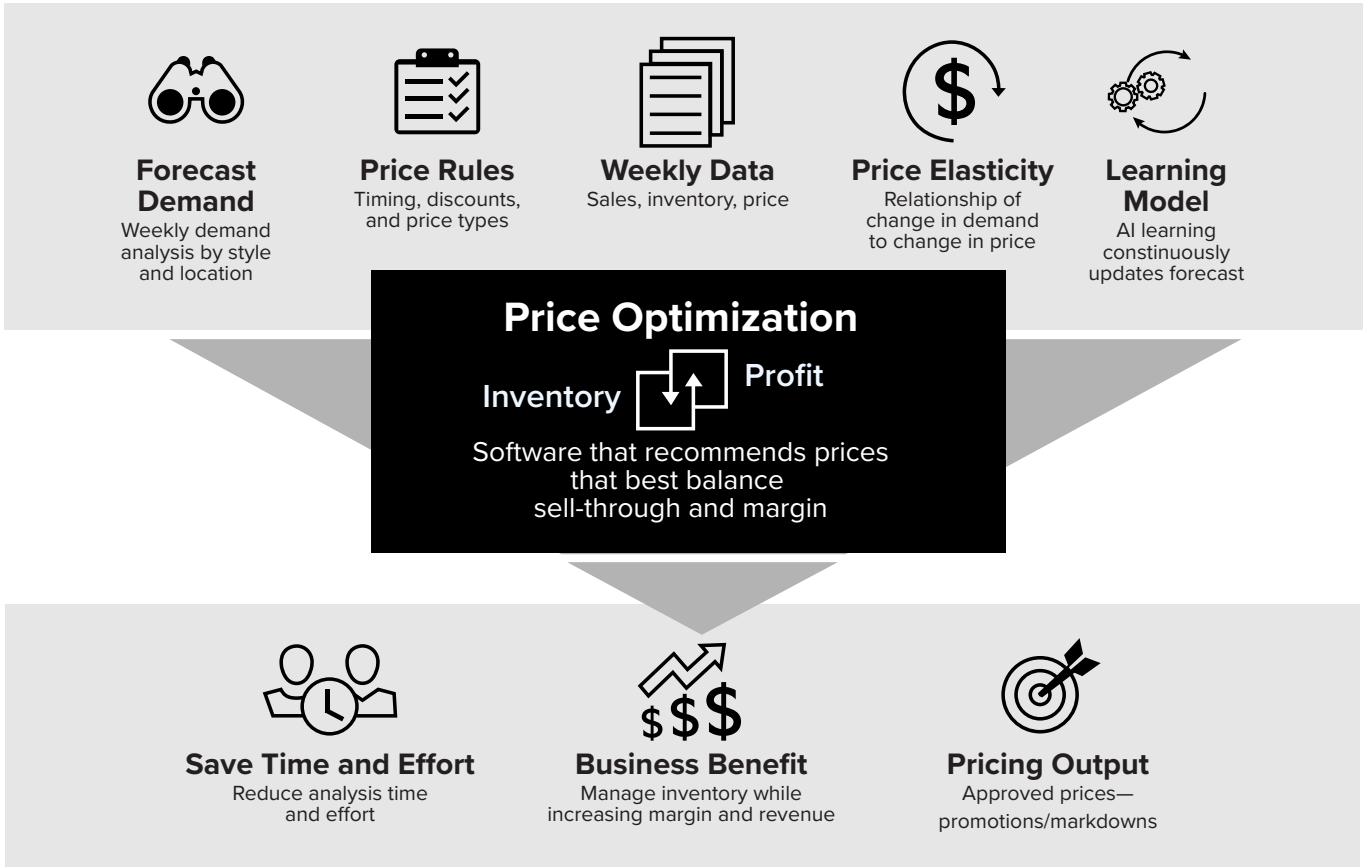 Forecast
Demand
Weekly demand
analysis by style
and location
Price Rules
Timing, discounts,
and price types
Weekly Data
Sales, inventory, price
$
Price Elasticity
Relationship of
change in demand
to change in price
Learning
Model
AI learning
constinuously
updates forecast
Price Optimization
Inventory
Profit
Software that recommends prices
that best balance
sell-through and margin
Save Time and Effort
Reduce analysis time
and effort
$$$
Business Benefit
Manage inventory while
increasing margin and revenue
Pricing Output
Approved prices—
promotions/markdowns